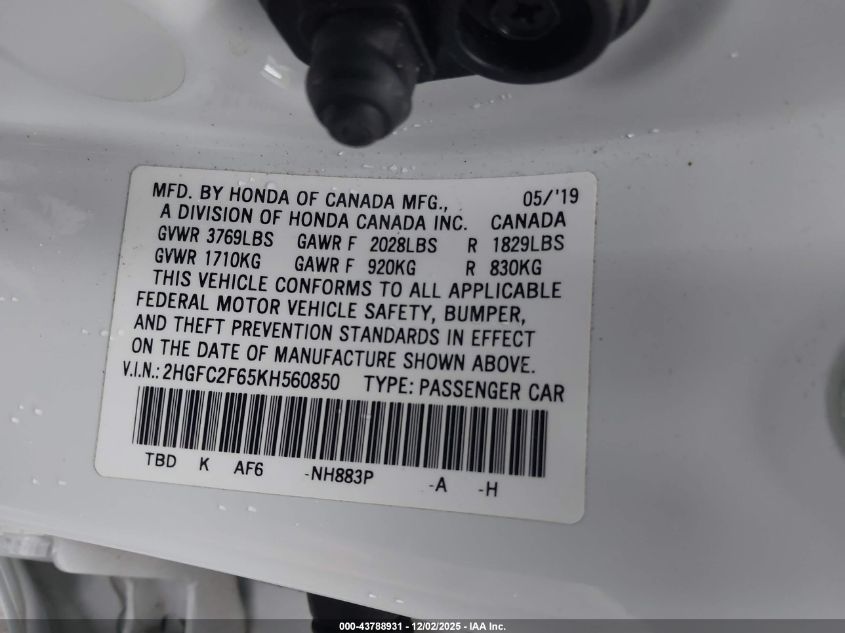 MFD. BY HONDA OF CANADA MFG., 05/'19
A DIVISION OF HONDA CANADA INC. CANADA
GVWR 3769LBS GAWR F 2028LBS R 1829LBS
GVWR 1710KG GAWR F 920KG R 830KG
THIS VEHICLE CONFORMS TO ALL APPLICABLE
FEDERAL MOTOR VEHICLE SAFETY, BUMPER,
AND THEFT PREVENTION STANDARDS IN EFFECT
ON THE DATE OF MANUFACTURE SHOWN ABOVE.
V.I.N.: 2HGFC2F65KH560850 TYPE: PASSENGER CAR
TBD K AF6 -NH883P -A -H
000-43788931 - 12/02/2025 - IAA Inc.